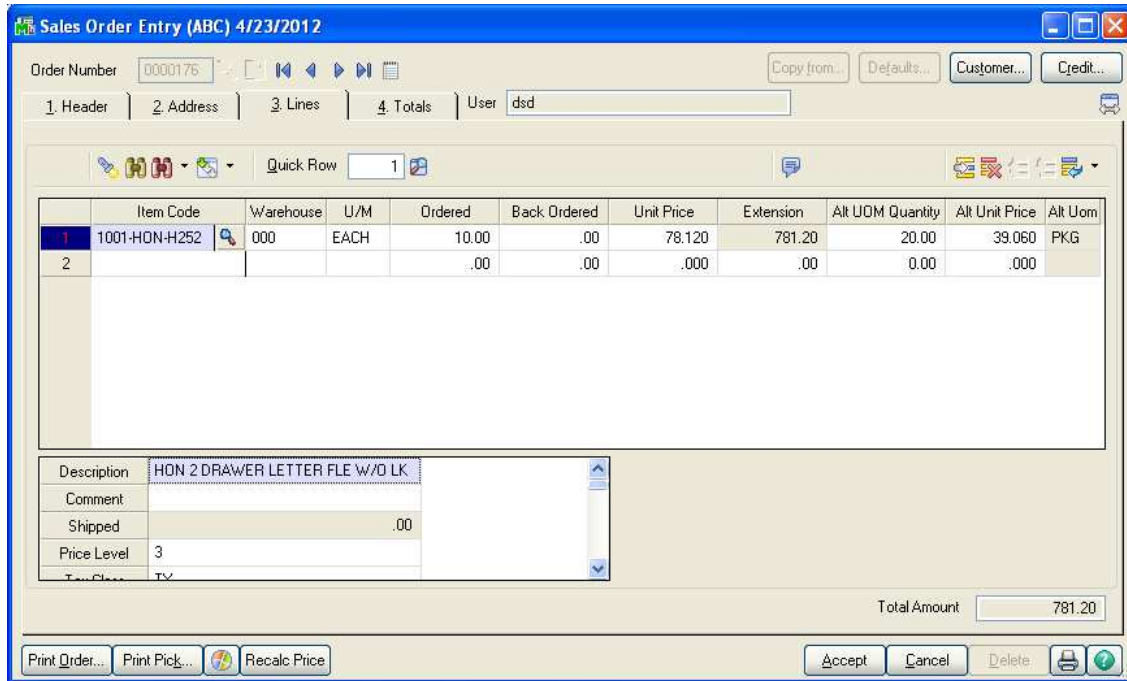 Sales Order Entry (ABC) 4/23/2012
Order Number 0000176 Copy from... Defaults... Customer... Credit...
1. Header 2. Address 3. Lines 4. Totals User dsd
Quick Row 1
Item Code Warehouse U/M Ordered Back Ordered Unit Price Extension Alt UOM Quantity Alt Unit Price Alt Uom
1 1001-HON-H252 000 EACH 10.00 .00 78.120 781.20 20.00 39.060 PKG
2 .00 .00 .000 .00 0.00 .000
Description HON 2 DRAWER LETTER FLE W/O LK
Comment
Shipped .00
Price Level 3
Total Amount 781.20
Print Order... Print Pick... Recalc Price Accept Cancel Delete